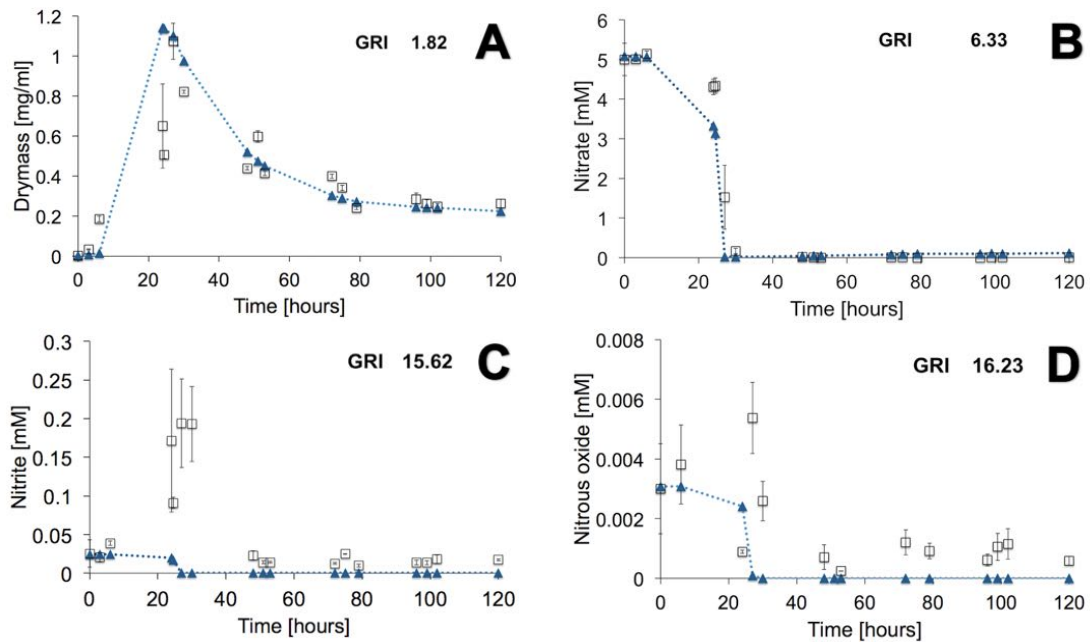 GRI 1.82 A
Drymass [mg/ml]
1.2
1
0.8
0.6
0.4
0.2
0
0 20 40 60 80 100 120
Time [hours]
GRI 6.33 B
Nitrate [mM]
6
5
4
3
2
1
0
0 20 40 60 80 100 120
Time [hours]
GRI 15.62 C
Nitrite [mM]
0.3
0.25
0.2
0.15
0.1
0.05
0
0 20 40 60 80 100 120
Time [hours]
GRI 16.23 D
Nitrous oxide [mM]
0.008
0.006
0.004
0.002
0
0 20 40 60 80 100 120
Time [hours]